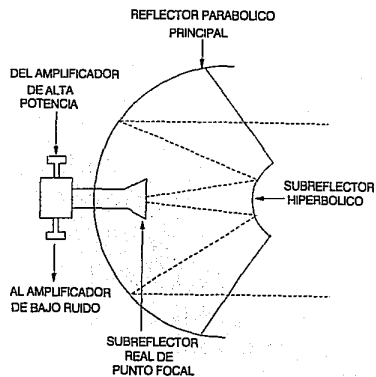 REFLECTOR PARABOLICO
PRINCIPAL
DEL AMPLIFICADOR
DE ALTA
POTENCIA
SUBREFLECTOR
HIPERBOLICO
AL AMPLIFICADOR
DE BAJO RUIDO
SUBREFLECTOR
REAL DE
PUNTO FOCAL